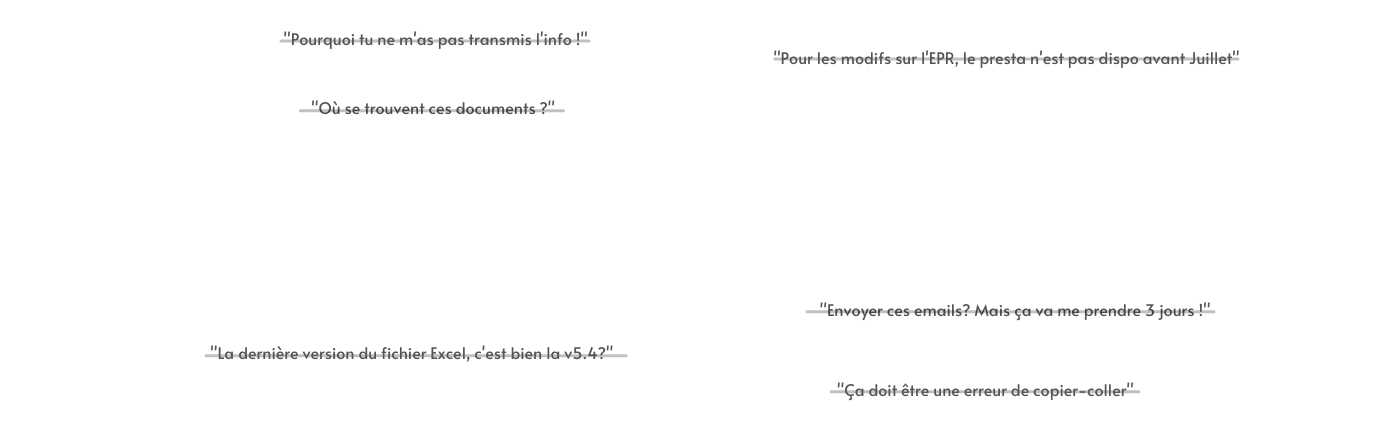 "Pourquoi tu ne m'as pas transmis l'info !"
"Pour les modifs sur l'EPR, le presta n'est pas dispo avant Juillet"
"Où se trouvent ces documents ?"
"Envoyer ces emails? Mais ça va me prendre 3 jours !"
"La dernière version du fichier Excel, c'est bien la v5.4?"
"Ça doit être une erreur de copier-coller"